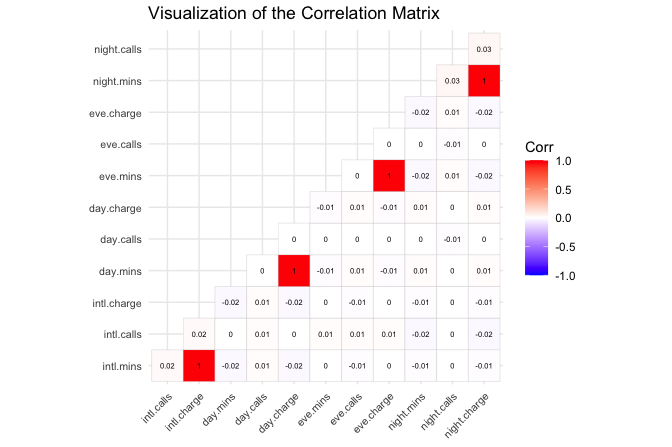 Visualization of the Correlation Matrix
night.calls 0.03
night.mins 0.03 1
eve.charge -0.02 0.01 -0.02
eve.calls 0 0 -0.01 0
eve.mins 0 1 -0.02 0.01 -0.02
day.charge -0.01 0.01 -0.01 0.01 0 0.01
day.calls 0 0 0 0 0 -0.01 0
day.mins 0 1 -0.01 0.01 -0.01 0.01 0 0.01
intl.charge -0.02 0.01 -0.02 0 -0.01 0 -0.01 0 -0.01
intl.calls 0.02 0 0.01 0 0.01 0.01 0.01 -0.02 0 -0.02
intl.mins 0.02 1 -0.02 0.01 -0.02 0 -0.01 0 -0.01 0 -0.01
intl.calls intl.charge day.mins day.calls day.charge eve.mins eve.calls eve.charge night.mins night.calls night.charge
Corr
1.0
0.5
0.0
-0.5
-1.0